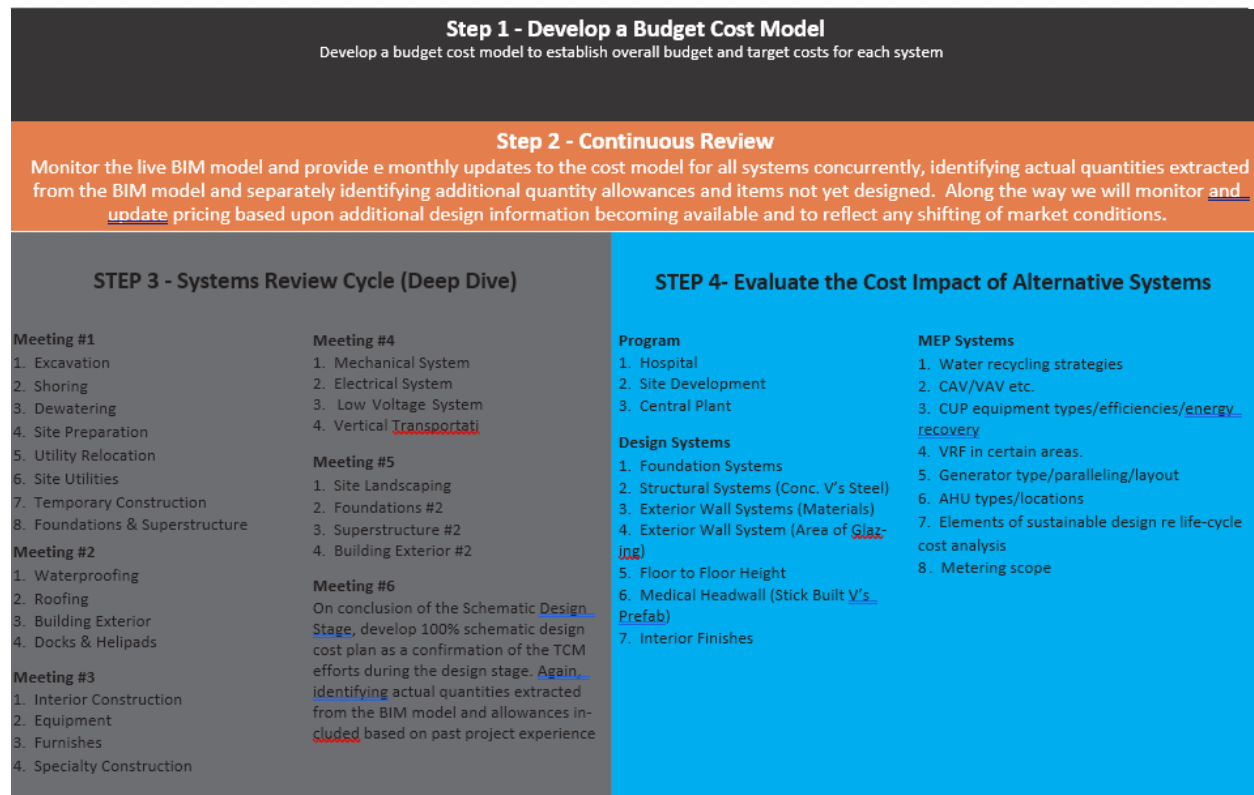 Step 1 - Develop a Budget Cost Model
Develop a budget cost model to establish overall budget and target costs for each system
Step 2 - Continuous Review
Monitor the live BIM model and provide e monthly updates to the cost model for all systems concurrently, identifying actual quantities extracted
from the BIM model and separately identifying additional quantity allowances and items not yet designed. Along the way we will monitor and
update pricing based upon additional design information becoming available and to reflect any shifting of market conditions.
STEP 3 - Systems Review Cycle (Deep Dive)
Meeting #1
1. Excavation
2. Shoring
3. Dewatering
4. Site Preparation
5. Utility Relocation
6. Site Utilities
7. Temporary Construction
8. Foundations & Superstructure
Meeting #2
1. Waterproofing
2. Roofing
3. Building Exterior
4. Docks & Helipads
Meeting #3
1. Interior Construction
2. Equipment
3. Furnishes
4. Specialty Construction
Meeting #4
1. Mechanical System
2. Electrical System
3. Low Voltage System
4. Vertical Transportati
Meeting #5
1. Site Landscaping
2. Foundations #2
3. Superstructure #2
4. Building Exterior #2
Meeting #6
On conclusion of the Schematic Design
Stage, develop 100% schematic design
cost plan as a confirmation of the TCM
efforts during the design stage. Again,
identifying actual quantities extracted
from the BIM model and allowances in-
cluded based on past project experience
STEP 4- Evaluate the Cost Impact of Alternative Systems
Program
1. Hospital
2. Site Development
3. Central Plant
Design Systems
1. Foundation Systems
2. Structural Systems (Conc. V's Steel)
3. Exterior Wall Systems (Materials)
4. Exterior Wall System (Area of Glaz-
ing)
5. Floor to Floor Height
6. Medical Headwall (Stick Built V's
Prefab)
7. Interior Finishes
MEP Systems
1. Water recycling strategies
2. CAV/VAV etc.
3. CUP equipment types/efficiencies/energy
recovery
4. VRF in certain areas.
5. Generator type/paralleling/layout
6. AHU types/locations
7. Elements of sustainable design re life-cycle
cost analysis
8. Metering scope